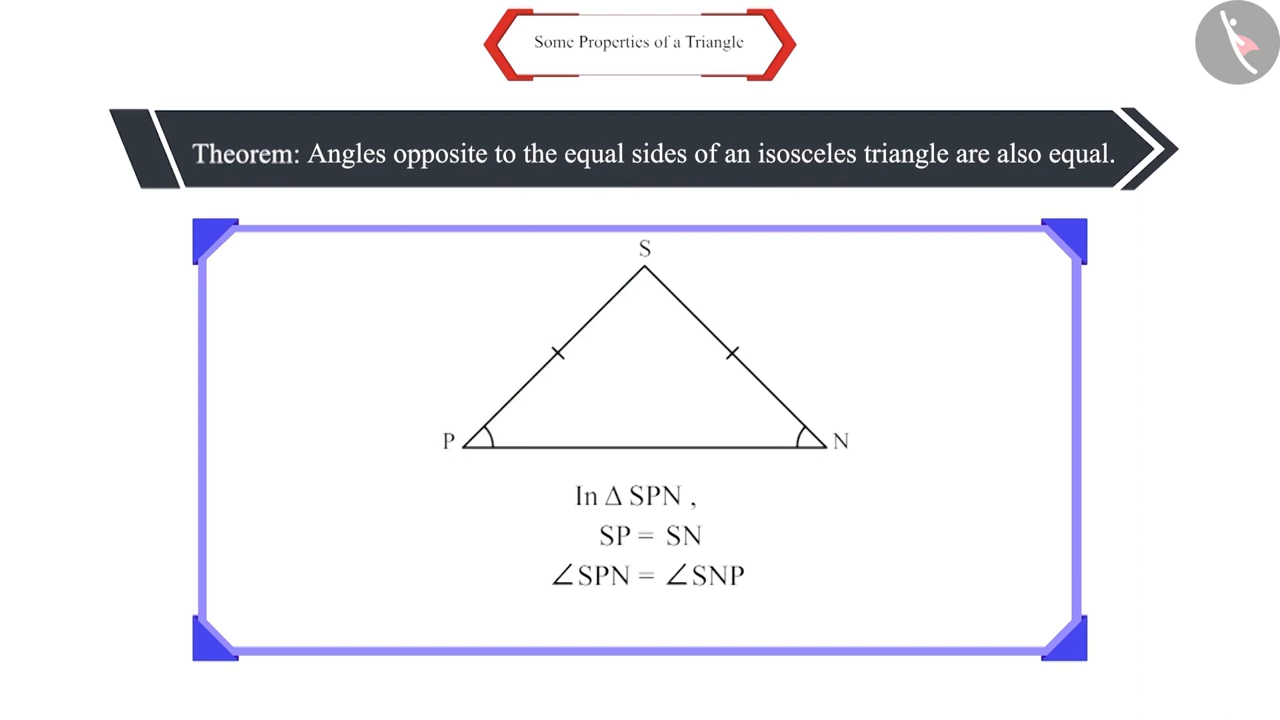 Some Properties of a Triangle
Theorem: Angles opposite to the equal sides of an isosceles triangle are also equal.
S
P
N
In Δ SPN ,
SP = SN
∠SPN = ∠SNP